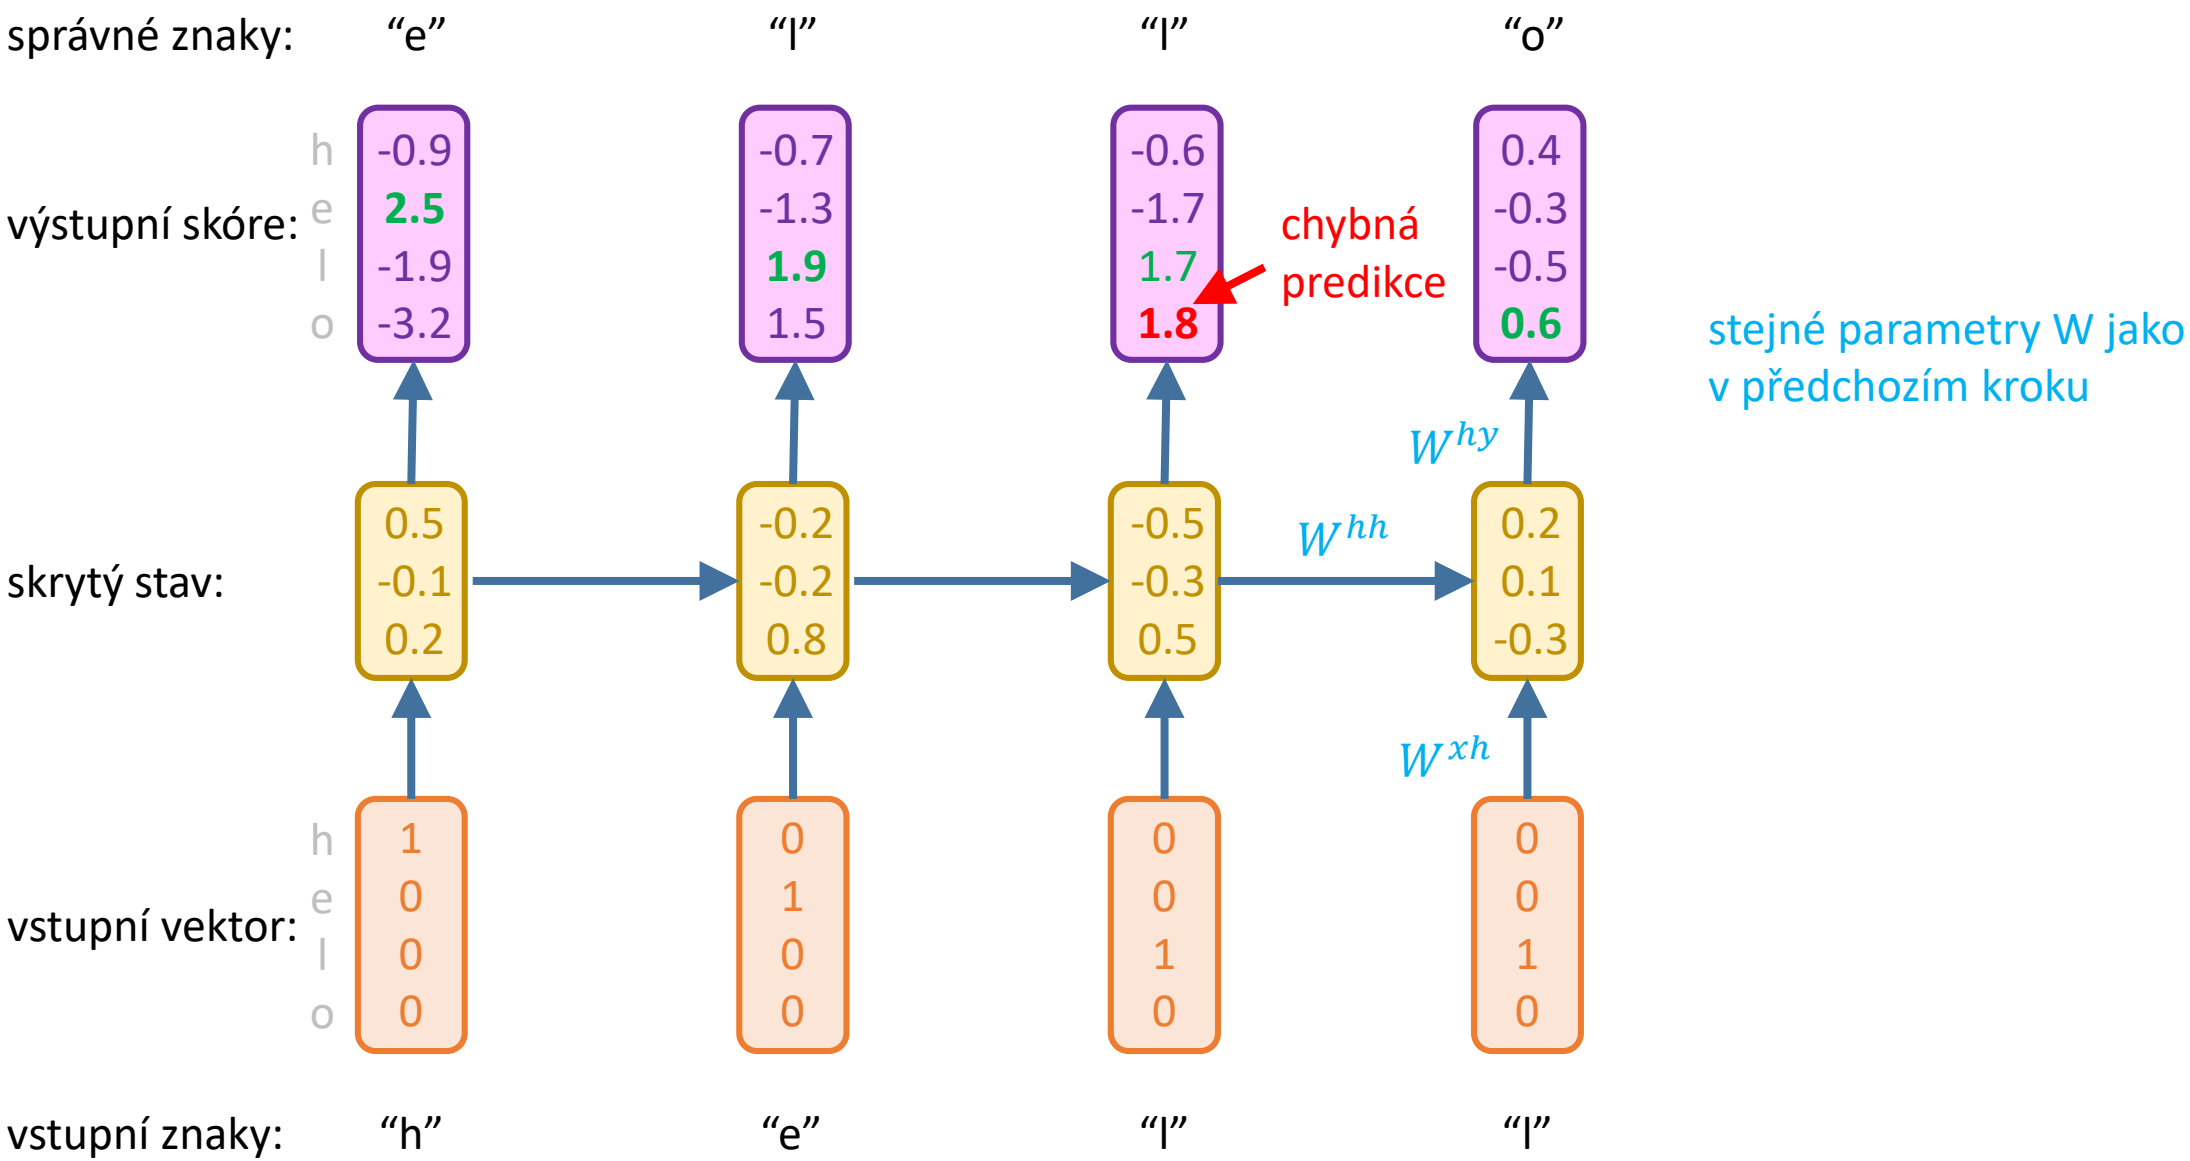 správné znaky: “e” “l” “l” “o”
h -0.9 -0.7 -0.6 0.4
e 2.5 -1.3 -1.7 -0.3
výstupní skóre:
l -1.9 1.9 1.7 -0.5
o -3.2 1.5 1.8 0.6
chybná
predikce
stejné parametry W jako
v předchozím kroku
W^{hy}
0.5 -0.2 -0.5 0.2
W^{hh}
skrytý stav: -0.1 -0.2 -0.3 0.1
0.2 0.8 0.5 -0.3
W^{xh}
h 1 0 0 0
e 0 1 0 0
vstupní vektor:
l 0 0 1 1
o 0 0 0 0
vstupní znaky: “h” “e” “l” “l”